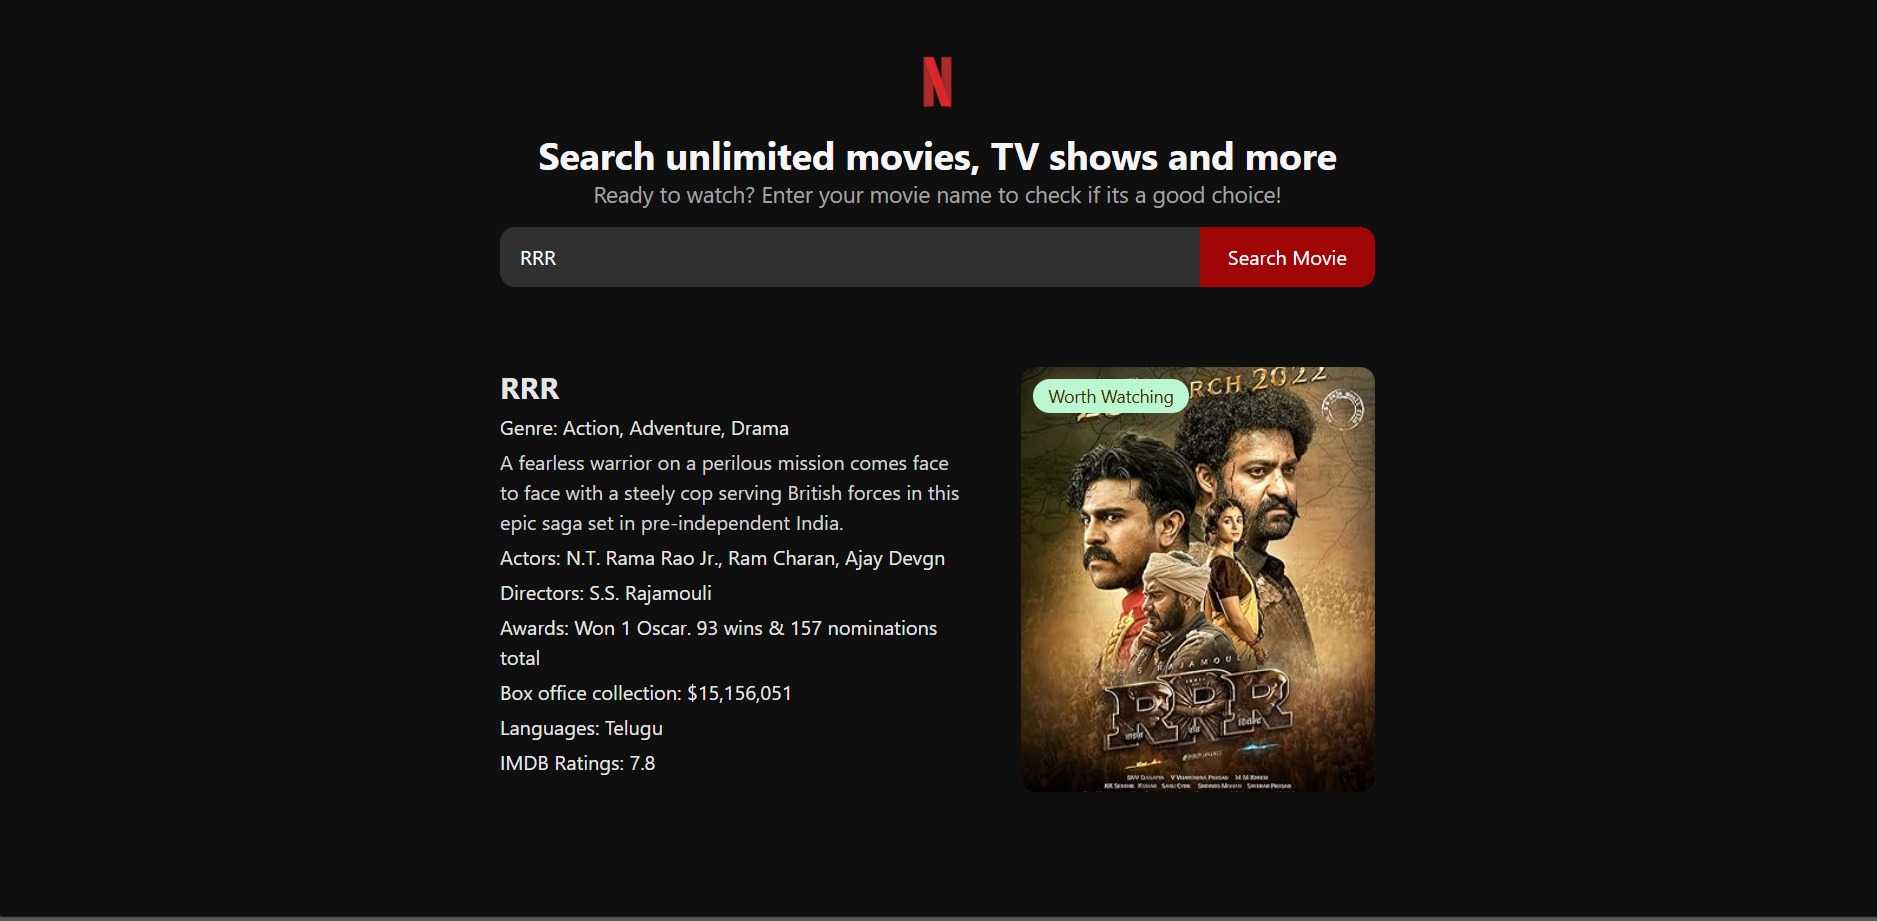 N
Search unlimited movies, TV shows and more
Ready to watch? Enter your movie name to check if its a good choice!
RRR
Search Movie
RRR
Genre: Action, Adventure, Drama
A fearless warrior on a perilous mission comes face
to face with a steely cop serving British forces in this
epic saga set in pre-independent India.
Actors: N.T. Rama Rao Jr., Ram Charan, Ajay Devgn
Directors: S.S. Rajamouli
Awards: Won 1 Oscar. 93 wins & 157 nominations
total
Box office collection: $15,156,051
Languages: Telugu
IMDB Ratings: 7.8
Worth Watching
RCH 2022
RRR